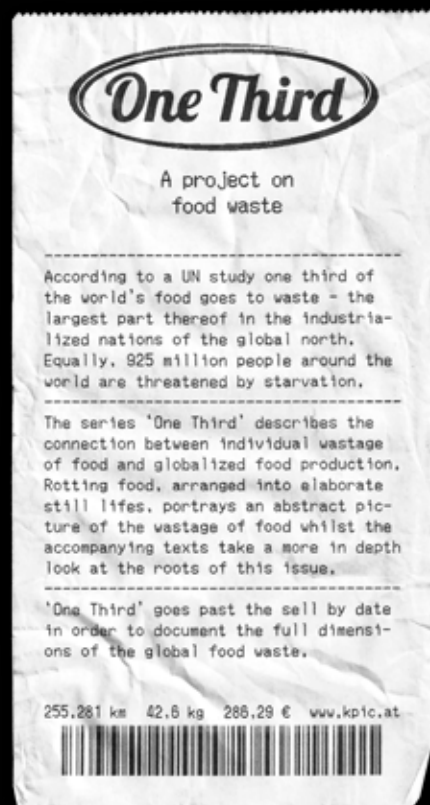 One Third
A project on
food waste
According to a UN study one third of
the world's food goes to waste - the
largest part thereof in the industria-
lized nations of the global north.
Equally, 925 million people around the
world are threatened by starvation.
The series 'One Third' describes the
connection between individual wastage
of food and globalized food production.
Rotting food, arranged into elaborate
still lifes, portrays an abstract pic-
ture of the wastage of food whilst the
accompanying texts take a more in depth
look at the roots of this issue.
'One Third' goes past the sell by date
in order to document the full dimensi-
ons of the global food waste.
255.281 km 42.6 kg 286,29 € www.kpic.at